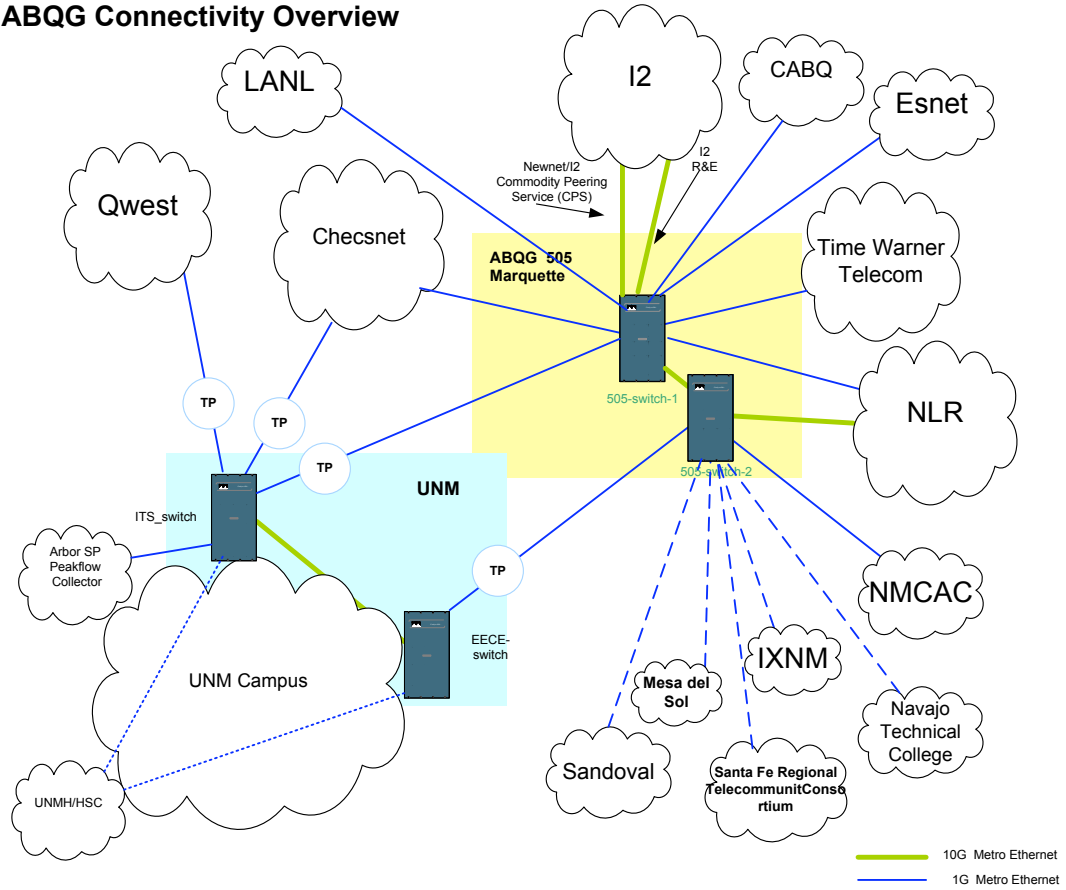 ABQG Connectivity Overview
LANL
I2
CABQ
Esnet
Qwest
Checsnet
Newnet/I2
Commodity Peering
Service (CPS)
I2
R&E
Time Warner
Telecom
ABQG 505
Marquette
505-switch-1
NLR
505-switch-2
TP
TP
TP
UNM
ITS_switch
Arbor SP
Peakflow
Collector
TP
NMCAC
EECE-
switch
UNM Campus
IXNM
Mesa del
Sol
Navajo
Technical
College
Sandoval
Santa Fe Regional
TelecommunitConso
rtium
UNMH/HSC
10G Metro Ethernet
1G Metro Ethernet